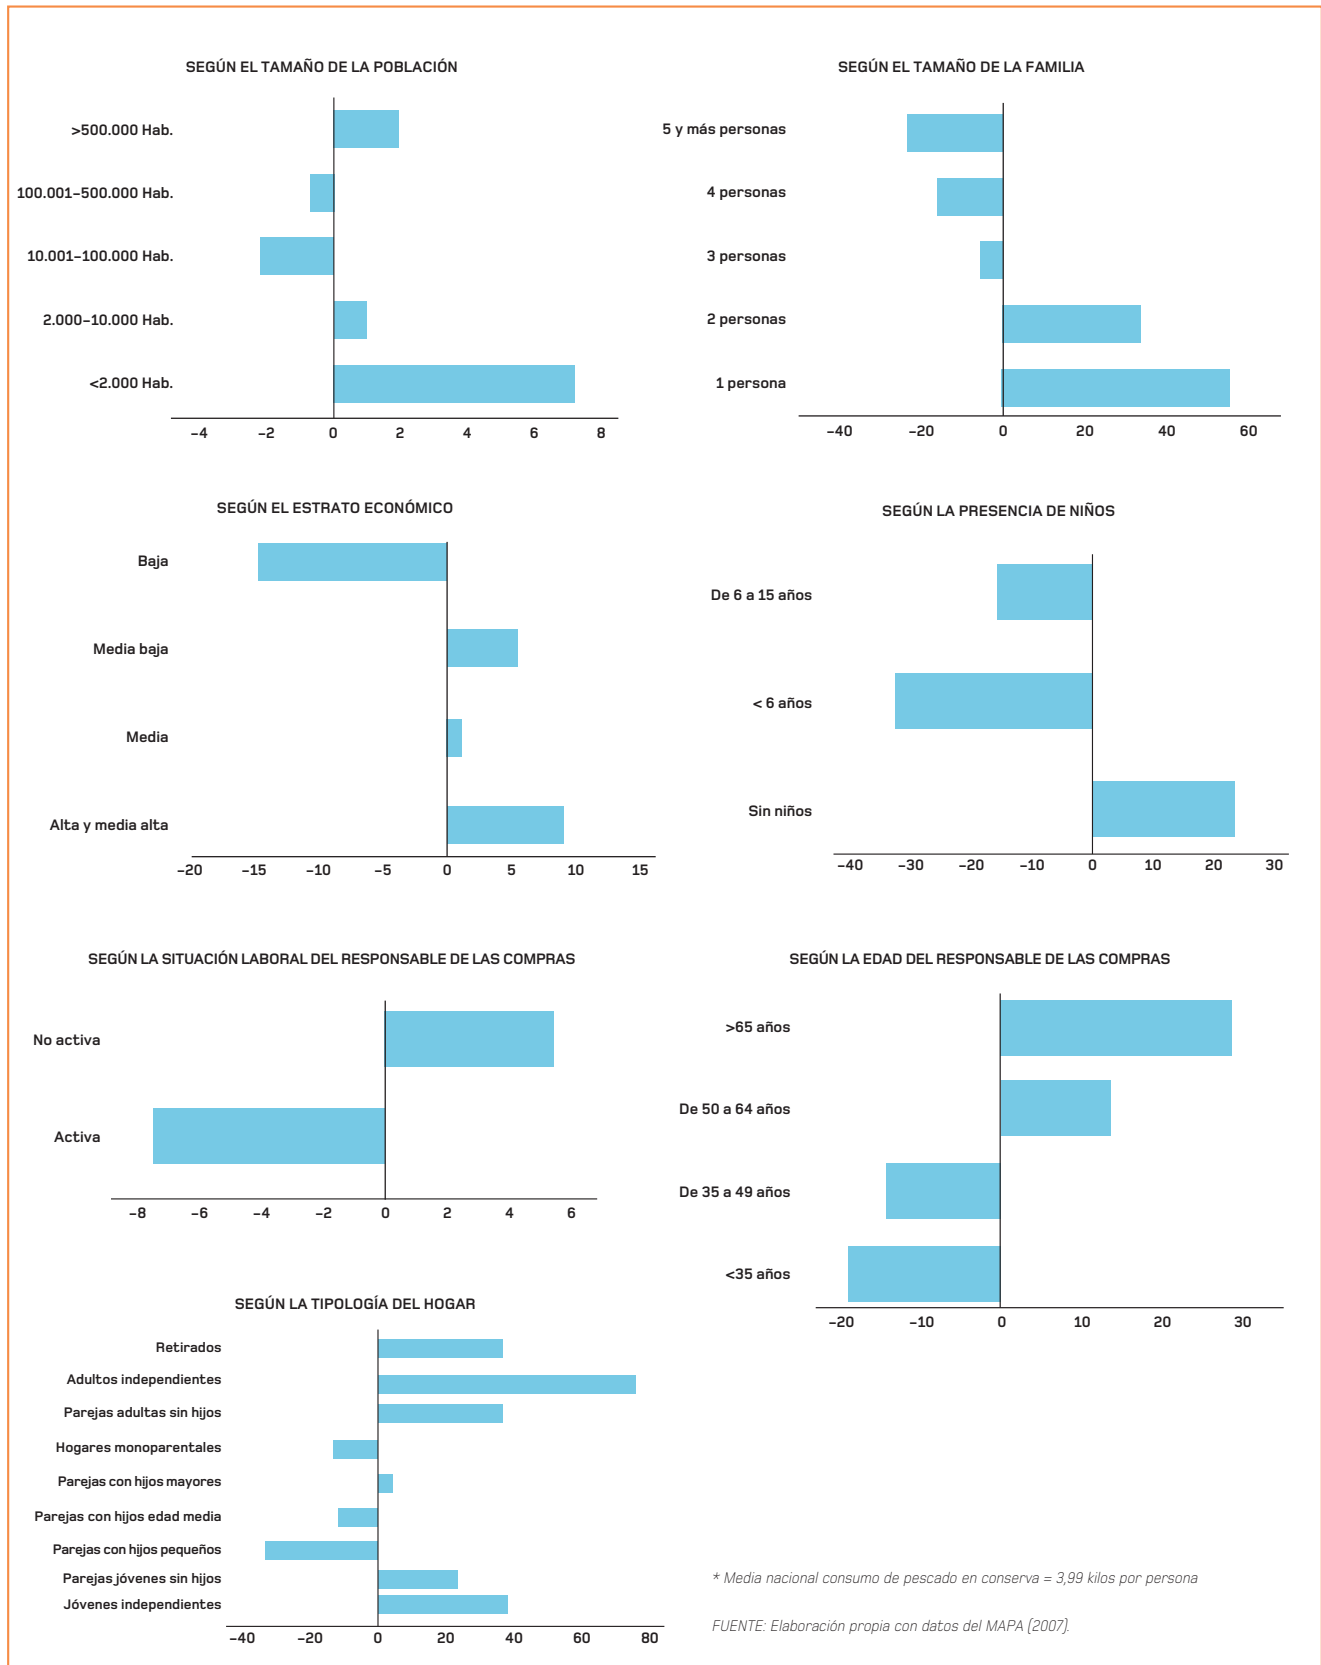 SEGÚN EL TAMAÑO DE LA POBLACIÓN
>500.000 Hab.
100.001–500.000 Hab.
10.001–100.000 Hab.
2.000–10.000 Hab.
<2.000 Hab.
–4 –2 0 2 4 6 8
SEGÚN EL TAMAÑO DE LA FAMILIA
5 y más personas
4 personas
3 personas
2 personas
1 persona
–40 –20 0 20 40 60
SEGÚN EL ESTRATO ECONÓMICO
Baja
Media baja
Media
Alta y media alta
–20 –15 –10 –5 0 5 10 15
SEGÚN LA PRESENCIA DE NIÑOS
De 6 a 15 años
< 6 años
Sin niños
–40 –30 –20 –10 0 10 20 30
SEGÚN LA SITUACIÓN LABORAL DEL RESPONSABLE DE LAS COMPRAS
No activa
Activa
–8 –6 –4 –2 0 2 4 6
SEGÚN LA EDAD DEL RESPONSABLE DE LAS COMPRAS
>65 años
De 50 a 64 años
De 35 a 49 años
<35 años
–20 –10 0 10 20 30
SEGÚN LA TIPOLOGÍA DEL HOGAR
Retirados
Adultos independientes
Parejas adultas sin hijos
Hogares monoparentales
Parejas con hijos mayores
Parejas con hijos edad media
Parejas con hijos pequeños
Parejas jóvenes sin hijos
Jóvenes independientes
–40 –20 0 20 40 60 80
* Media nacional consumo de pescado en conserva = 3,99 kilos por persona
FUENTE: Elaboración propia con datos del MAPA (2007).